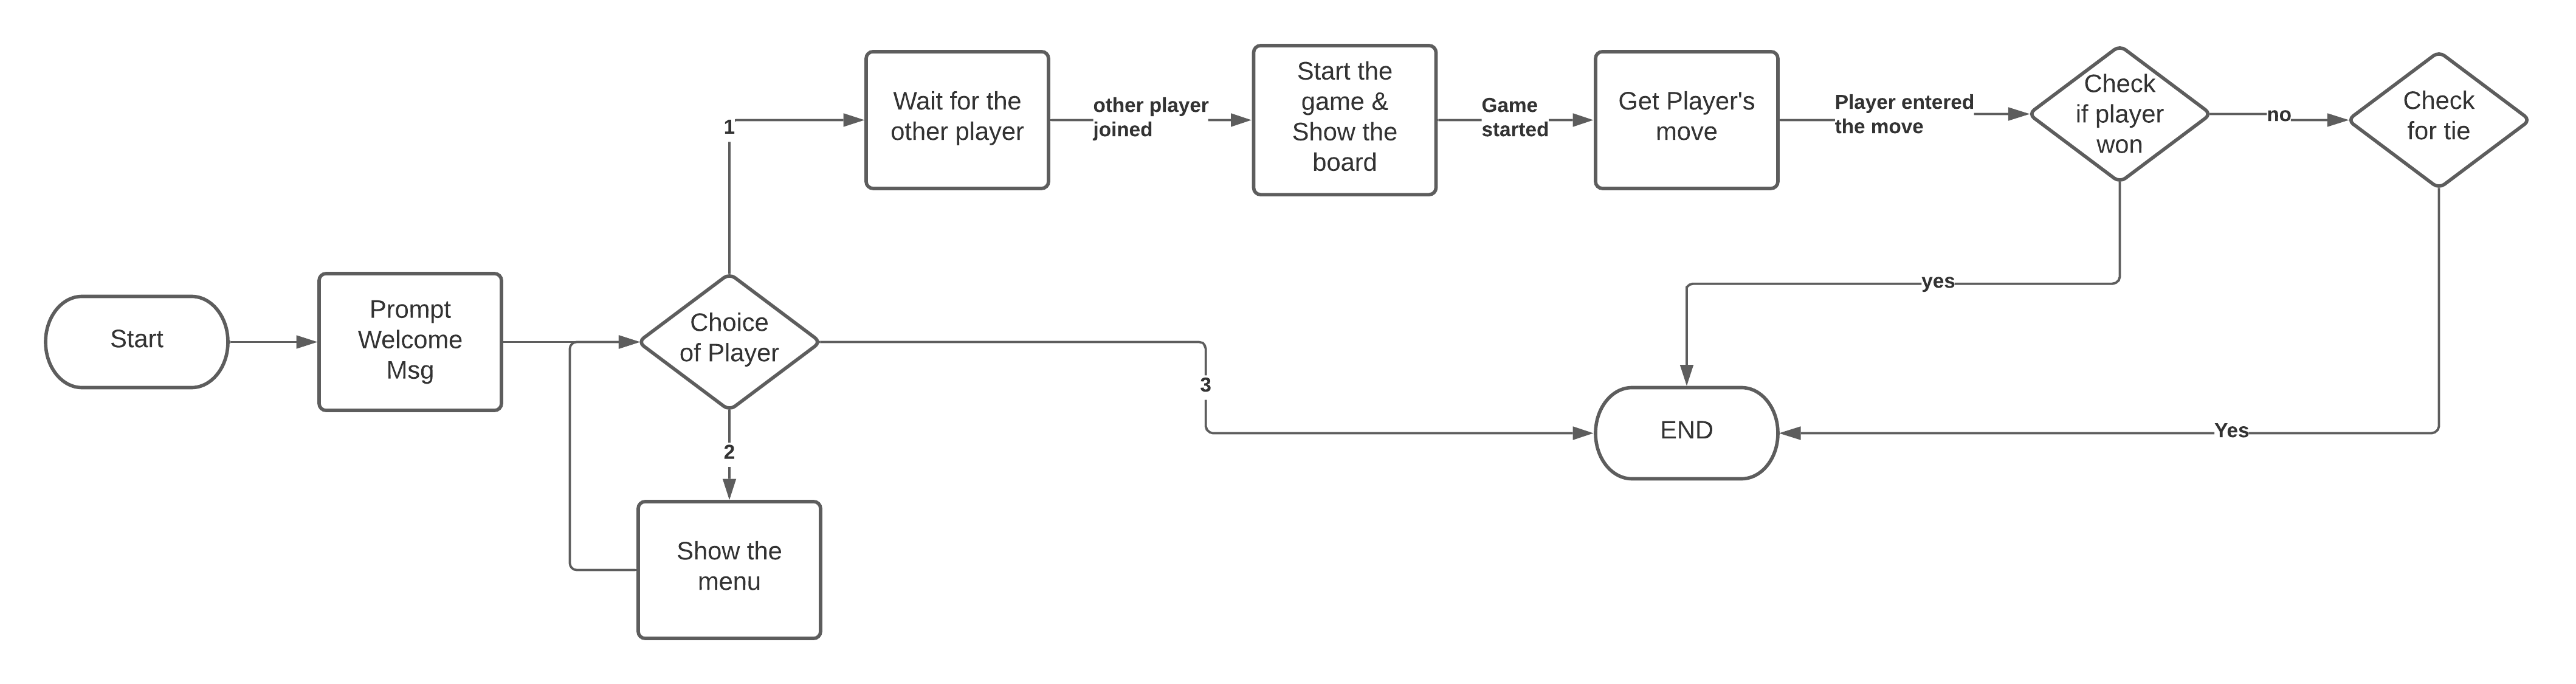 Start
Prompt
Welcome
Msg
Choice
of Player
1
Wait for the
other player
other player
joined
Start the
game &
Show the
board
Game
started
Get Player's
move
Player entered
the move
Check
if player
won
no
Check
for tie
yes
Yes
3
END
2
Show the
menu